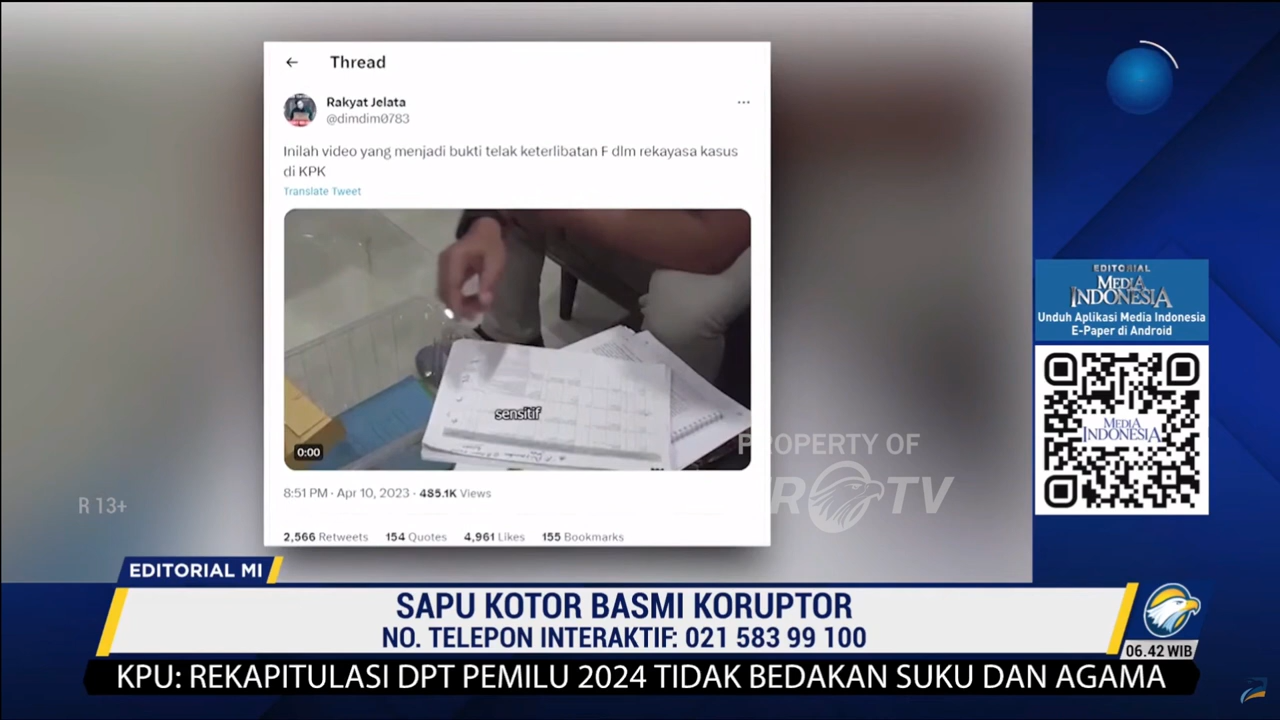 Thread
Rakyat Jelata
@dimdim0783
Inilah video yang menjadi bukti telak keterlibatan F dlm rekayasa kasus
di KPK
Translate Tweet
sensitif
0:00
8:51 PM · Apr 10, 2023 · 485.1K Views
2,566 Retweets 154 Quotes 4,961 Likes 155 Bookmarks
R 13+
PROPERTY OF
TV
EDITORIAL
MEDIA
INDONESIA
Unduh Aplikasi Media Indonesia
E-Paper di Android
MEDIA
INDONESIA
EDITORIAL MI
SAPU KOTOR BASMI KORUPTOR
NO. TELEPON INTERAKTIF: 021 583 99 100
06.42 WIB
KPU: REKAPITULASI DPT PEMILU 2024 TIDAK BEDAKAN SUKU DAN AGAMA